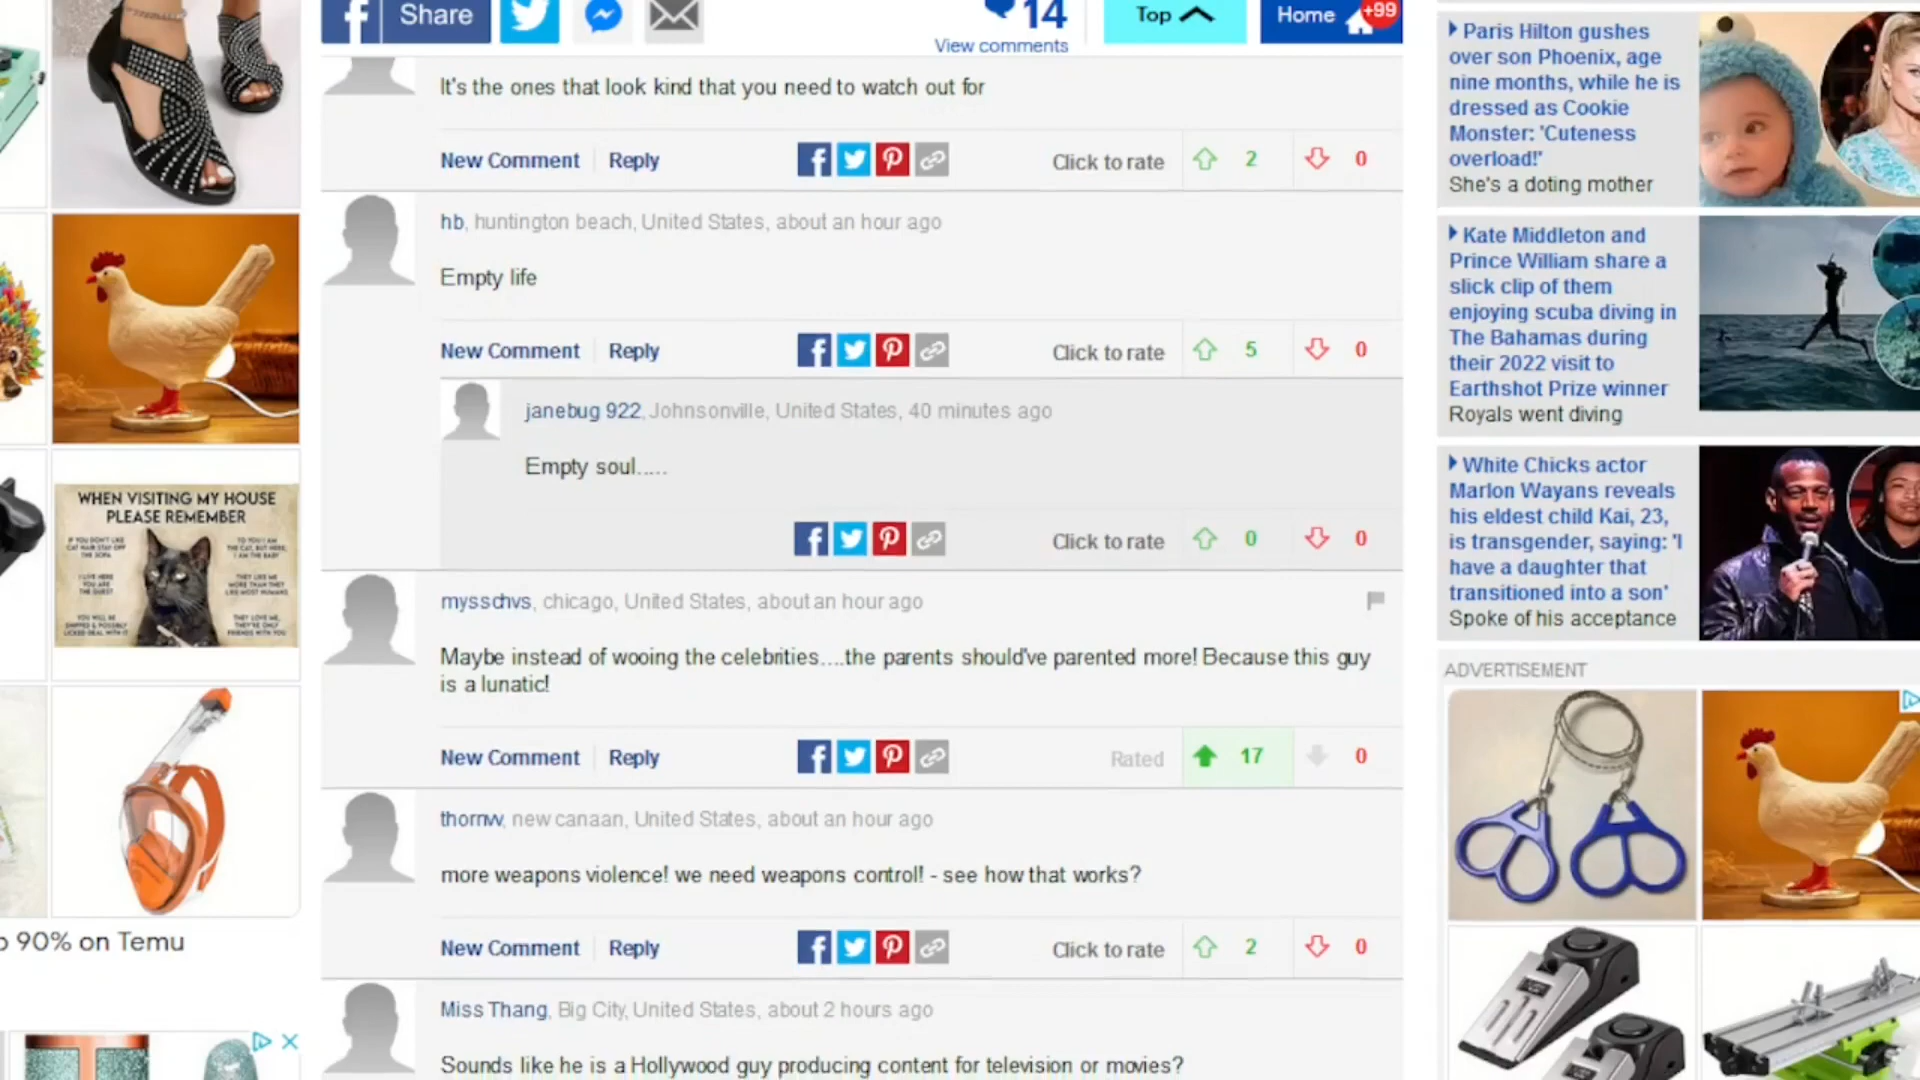 Share
14
View comments
Top
Home
+99
It's the ones that look kind that you need to watch out for
New Comment
Reply
Click to rate
2
0
hb, huntington beach, United States, about an hour ago
Empty life
New Comment
Reply
Click to rate
5
0
janebug 922, Johnsonville, United States, 40 minutes ago
Empty soul.....
Click to rate
0
0
mysschvs, chicago, United States, about an hour ago
Maybe instead of wooing the celebrities....the parents should've parented more! Because this guy
is a lunatic!
New Comment
Reply
Rated
17
0
thornvv, new canaan, United States, about an hour ago
more weapons violence! we need weapons control! - see how that works?
New Comment
Reply
Click to rate
2
0
Miss Thang, Big City, United States, about 2 hours ago
Sounds like he is a Hollywood guy producing content for television or movies?
WHEN VISITING MY HOUSE
PLEASE REMEMBER
90% on Temu
Paris Hilton gushes
over son Phoenix, age
nine months, while he is
dressed as Cookie
Monster: 'Cuteness
overload!'
She's a doting mother
Kate Middleton and
Prince William share a
slick clip of them
enjoying scuba diving in
The Bahamas during
their 2022 visit to
Earthshot Prize winner
Royals went diving
White Chicks actor
Marlon Wayans reveals
his eldest child Kai, 23,
is transgender, saying: 'I
have a daughter that
transitioned into a son'
Spoke of his acceptance
ADVERTISEMENT